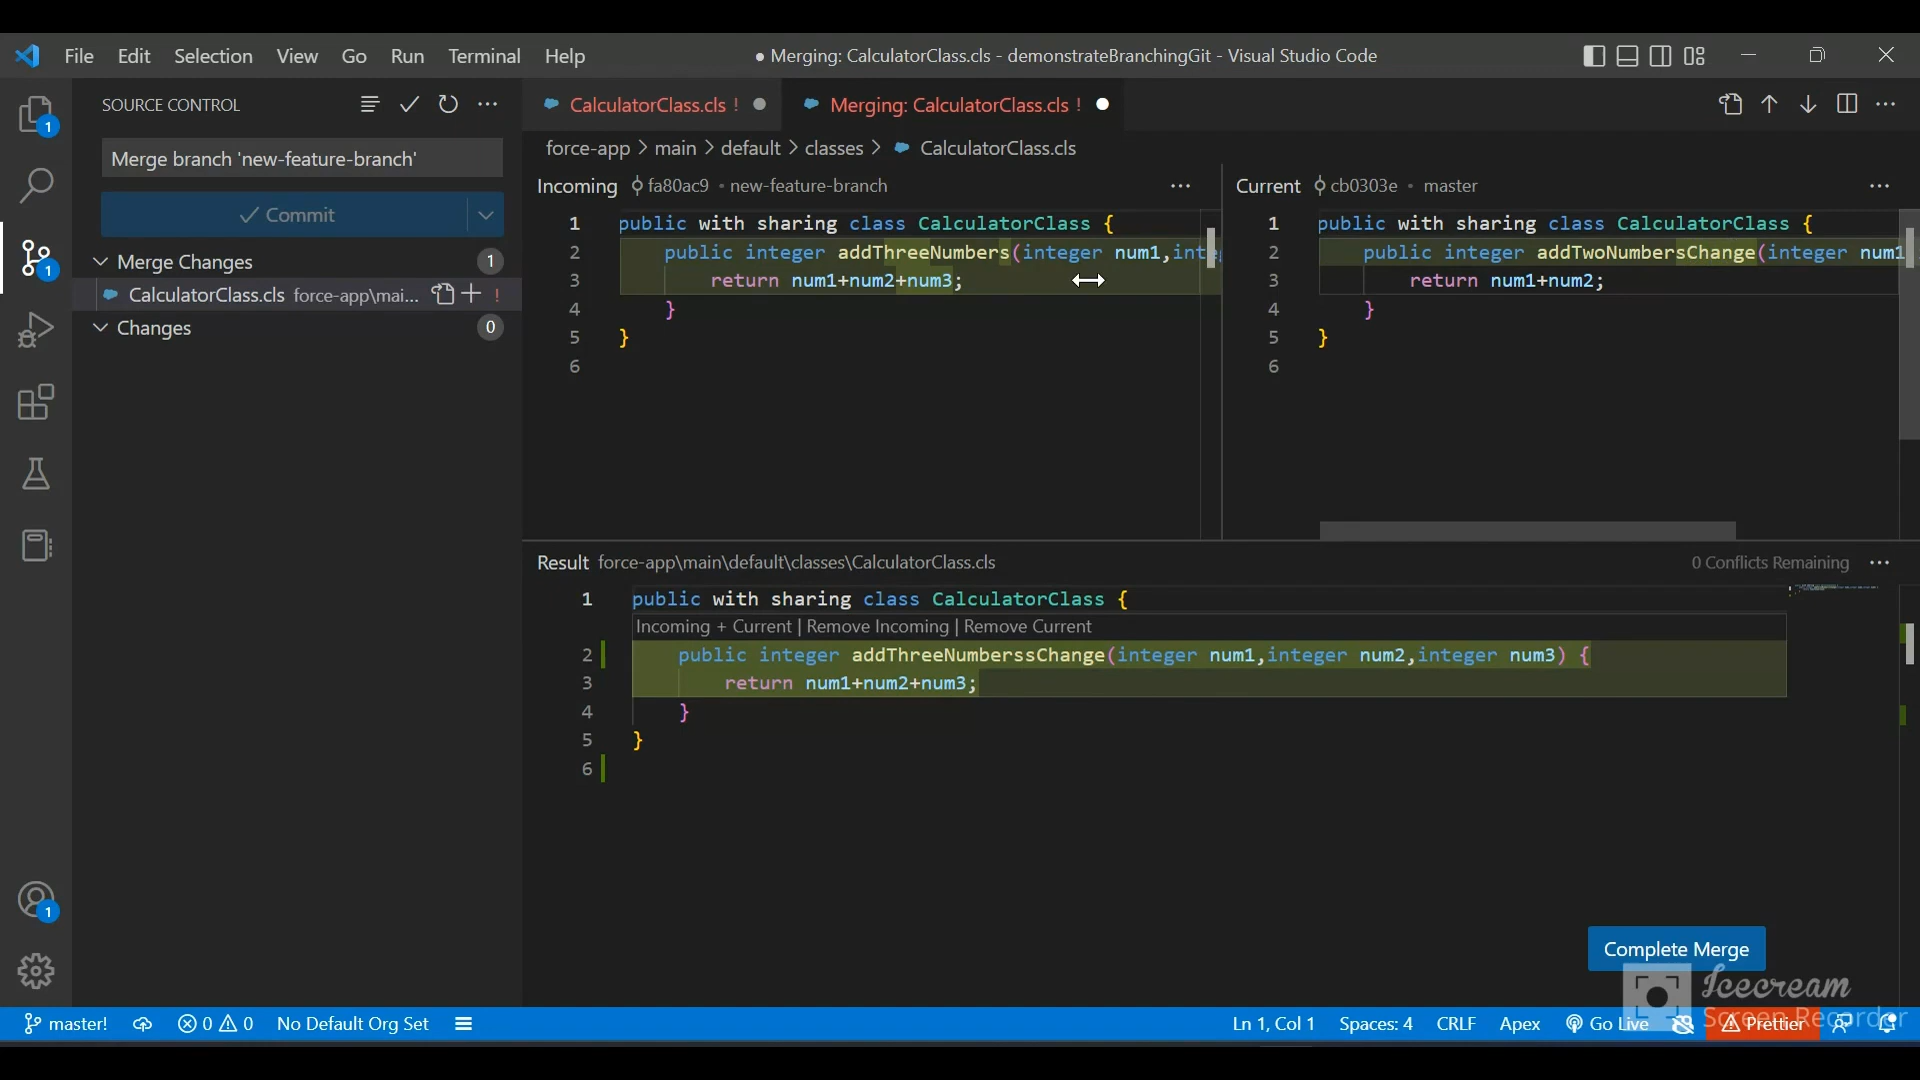 File Edit Selection View Go Run Terminal Help
● Merging: CalculatorClass.cls - demonstrateBranchingGit - Visual Studio Code
SOURCE CONTROL
CalculatorClass.cls !
Merging: CalculatorClass.cls !
1
Merge branch 'new-feature-branch'
Commit
Merge Changes 1
CalculatorClass.cls force-app\mai... !
Changes 0
1
1
force-app > main > default > classes > CalculatorClass.cls
Incoming fa80ac9 • new-feature-branch
1 public with sharing class CalculatorClass {
2 public integer addThreeNumbers(integer num1,inte
3 return num1+num2+num3;
4 }
5 }
6
Current cb0303e • master
1 public with sharing class CalculatorClass {
2 public integer addTwoNumbersChange(integer num1
3 return num1+num2;
4 }
5 }
6
Result force-app\main\default\classes\CalculatorClass.cls
0 Conflicts Remaining
1 public with sharing class CalculatorClass {
Incoming + Current | Remove Incoming | Remove Current
2 public integer addThreeNumberssChange(integer num1,integer num2,integer num3) {
3 return num1+num2+num3;
4 }
5 }
6
Complete Merge
Icecream
Screen Recorder
master! 0 0 No Default Org Set
Ln 1, Col 1 Spaces: 4 CRLF Apex Go Live Prettier